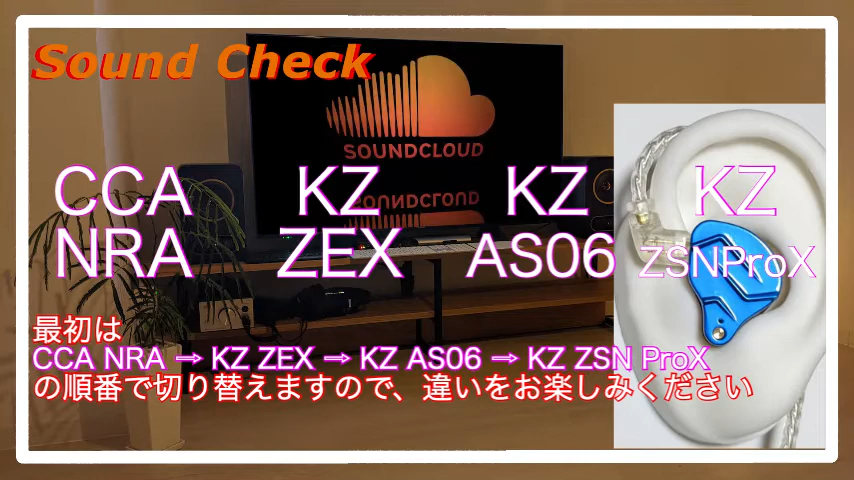 Sound Check
SOUNDCLOUD
CCA KZ KZ KZ
NRA ZEX AS06 ZSNProX
最初は
CCA NRA ⇒ KZ ZEX ⇒ KZ AS06 ⇒ KZ ZSN ProX
の順番で切り替えますので、違いをお楽しみください